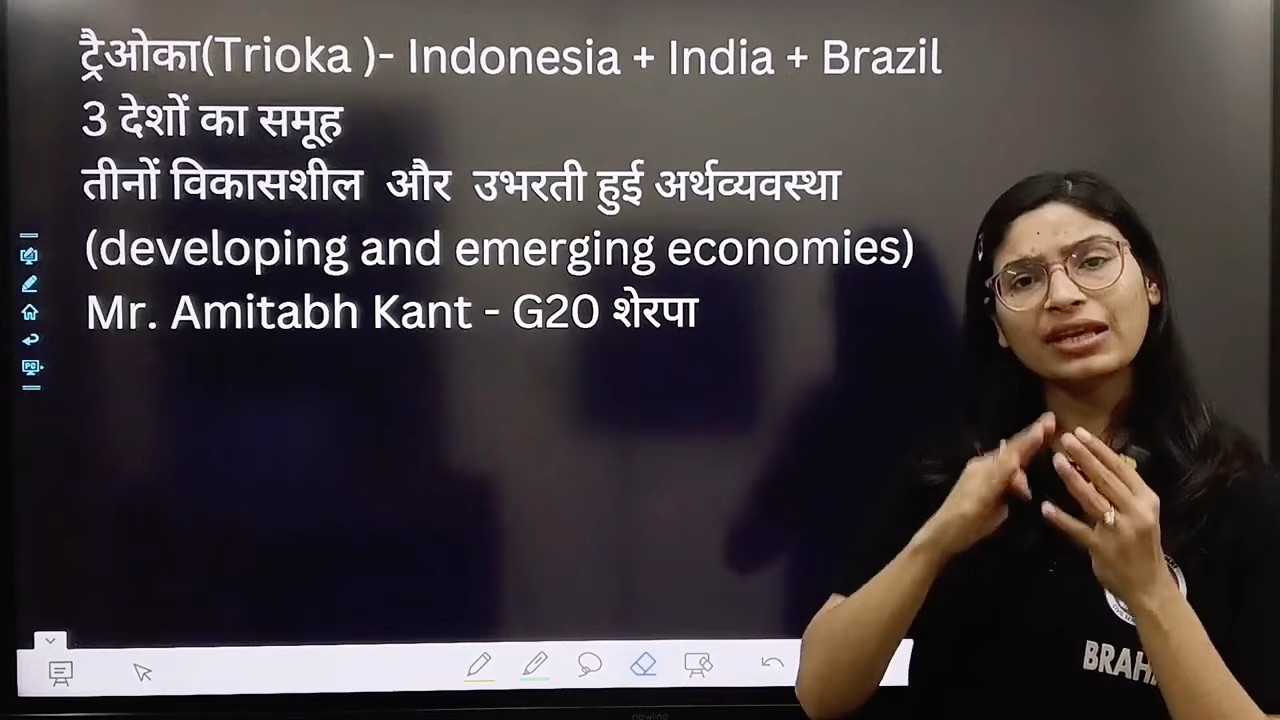 ट्रैओका(Trioka )- Indonesia + India + Brazil
3 देशों का समूह
तीनों विकासशील और उभरती हुई अर्थव्यवस्था
(developing and emerging economies)
Mr. Amitabh Kant - G20 शेरपा
BRAH